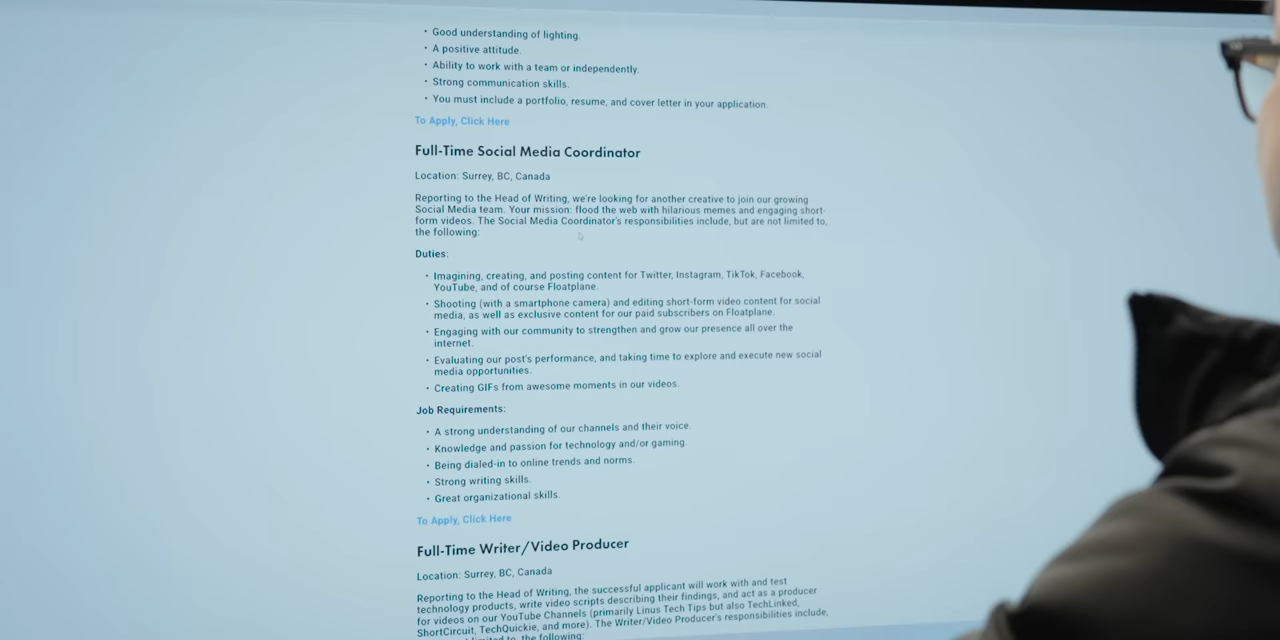 • Good understanding of lighting.
• A positive attitude.
• Ability to work with a team or independently.
• Strong communication skills.
• You must include a portfolio, resume, and cover letter in your application.
To Apply, Click Here
Full-Time Social Media Coordinator
Location: Surrey, BC, Canada
Reporting to the Head of Writing, we're looking for another creative to join our growing
Social Media team. Your mission: flood the web with hilarious memes and engaging short-
form videos. The Social Media Coordinator's responsibilities include, but are not limited to,
the following:
Duties:
• Imagining, creating, and posting content for Twitter, Instagram, TikTok, Facebook,
YouTube, and of course Floatplane.
• Shooting (with a smartphone camera) and editing short-form video content for social
media, as well as exclusive content for our paid subscribers on Floatplane.
• Engaging with our community to strengthen and grow our presence all over the
internet.
• Evaluating our post's performance, and taking time to explore and execute new social
media opportunities.
• Creating GIFs from awesome moments in our videos.
Job Requirements:
• A strong understanding of our channels and their voice.
• Knowledge and passion for technology and/or gaming.
• Being dialed-in to online trends and norms.
• Strong writing skills.
• Great organizational skills.
To Apply, Click Here
Full-Time Writer/Video Producer
Location: Surrey, BC, Canada
Reporting to the Head of Writing, the successful applicant will work with and test
technology products, write video scripts describing their findings, and act as a producer
for videos on our YouTube Channels (primarily Linus Tech Tips but also TechLinked,
ShortCircuit, TechQuickie, and more). The Writer/Video Producer's responsibilities include,
limited to, the following: